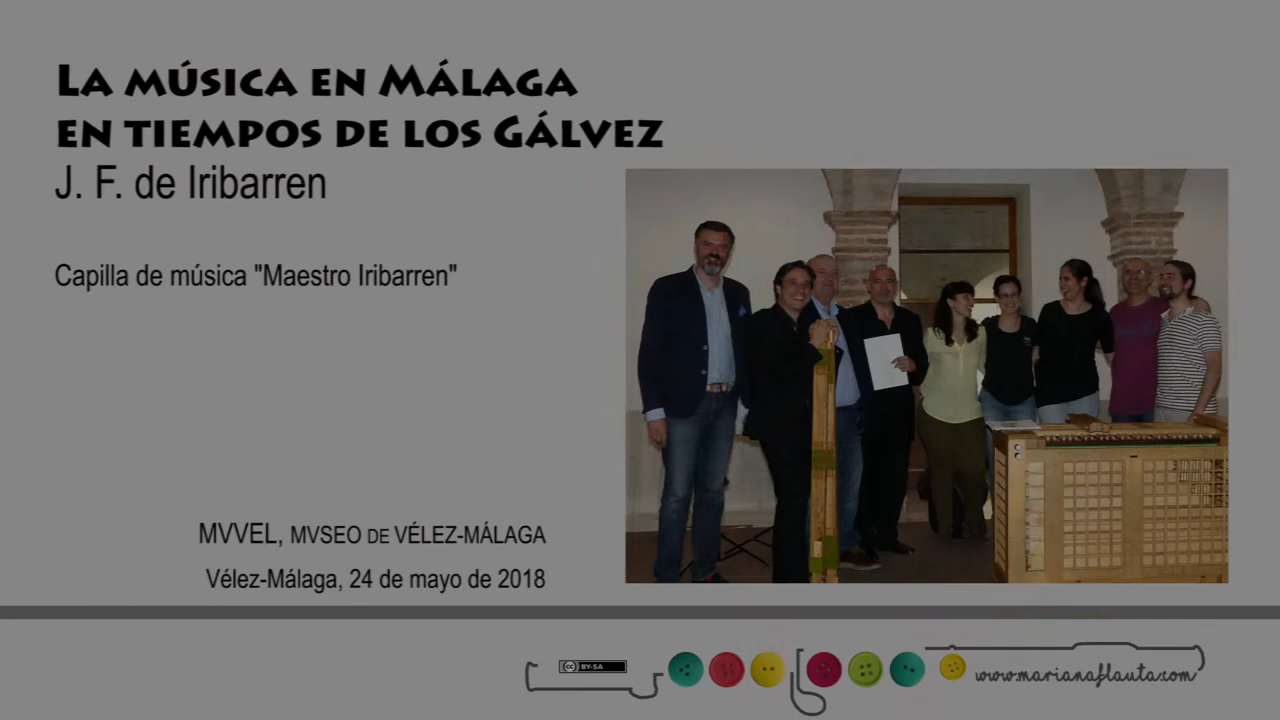 LA MÚSICA EN MÁLAGA
EN TIEMPOS DE LOS GÁLVEZ
J. F. de Iribarren
Capilla de música "Maestro Iribarren"
MVVEL, MVSEO DE VÉLEZ-MÁLAGA
Vélez-Málaga, 24 de mayo de 2018
cc BY-SA
www.marianaflauta.com